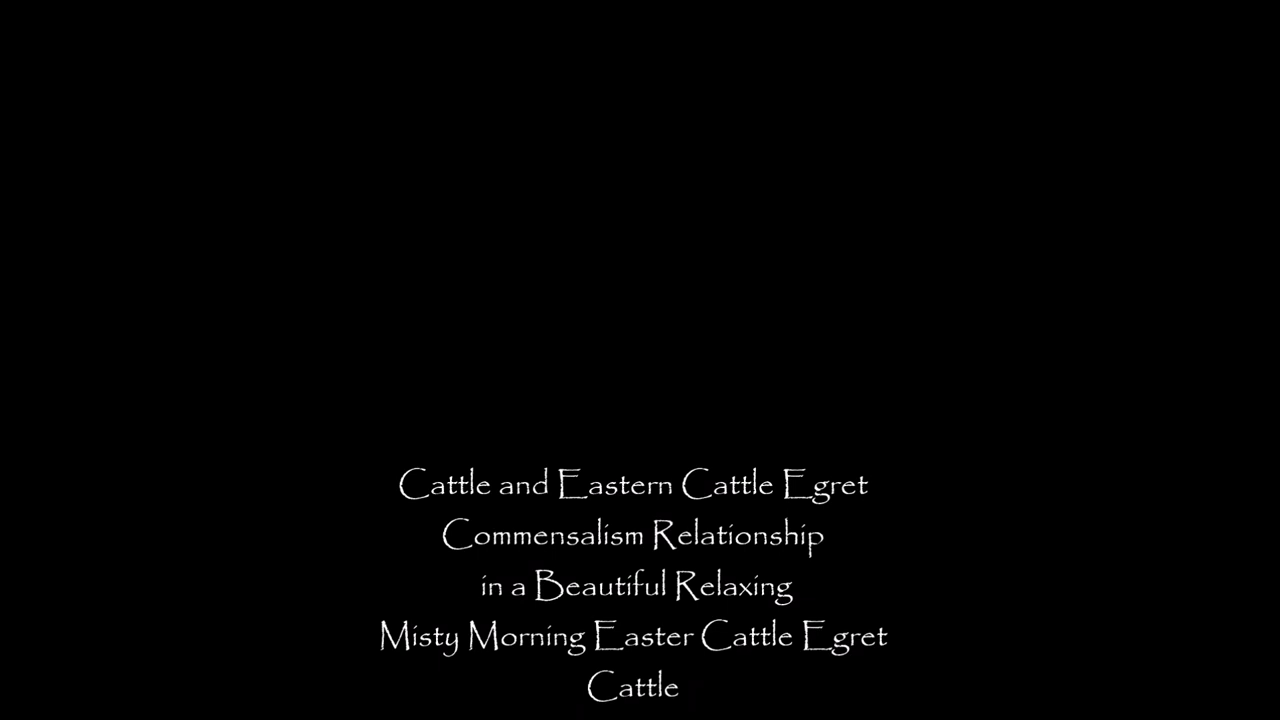 Cattle and Eastern Cattle Egret
Commensalism Relationship
in a Beautiful Relaxing
Misty Morning Easter Cattle Egret
Cattle